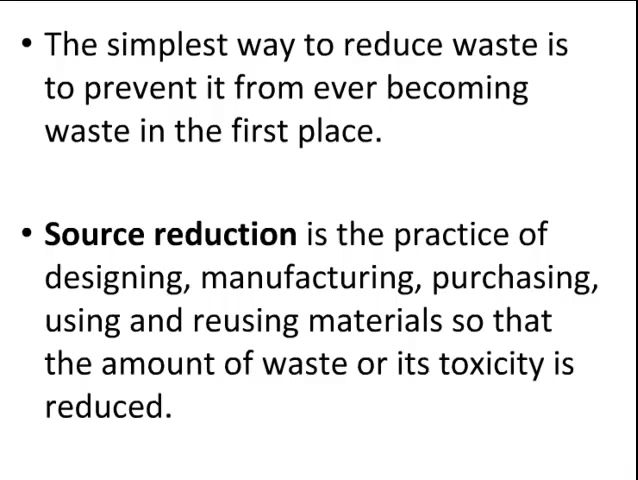 • The simplest way to reduce waste is
to prevent it from ever becoming
waste in the first place.
• Source reduction is the practice of
designing, manufacturing, purchasing,
using and reusing materials so that
the amount of waste or its toxicity is
reduced.